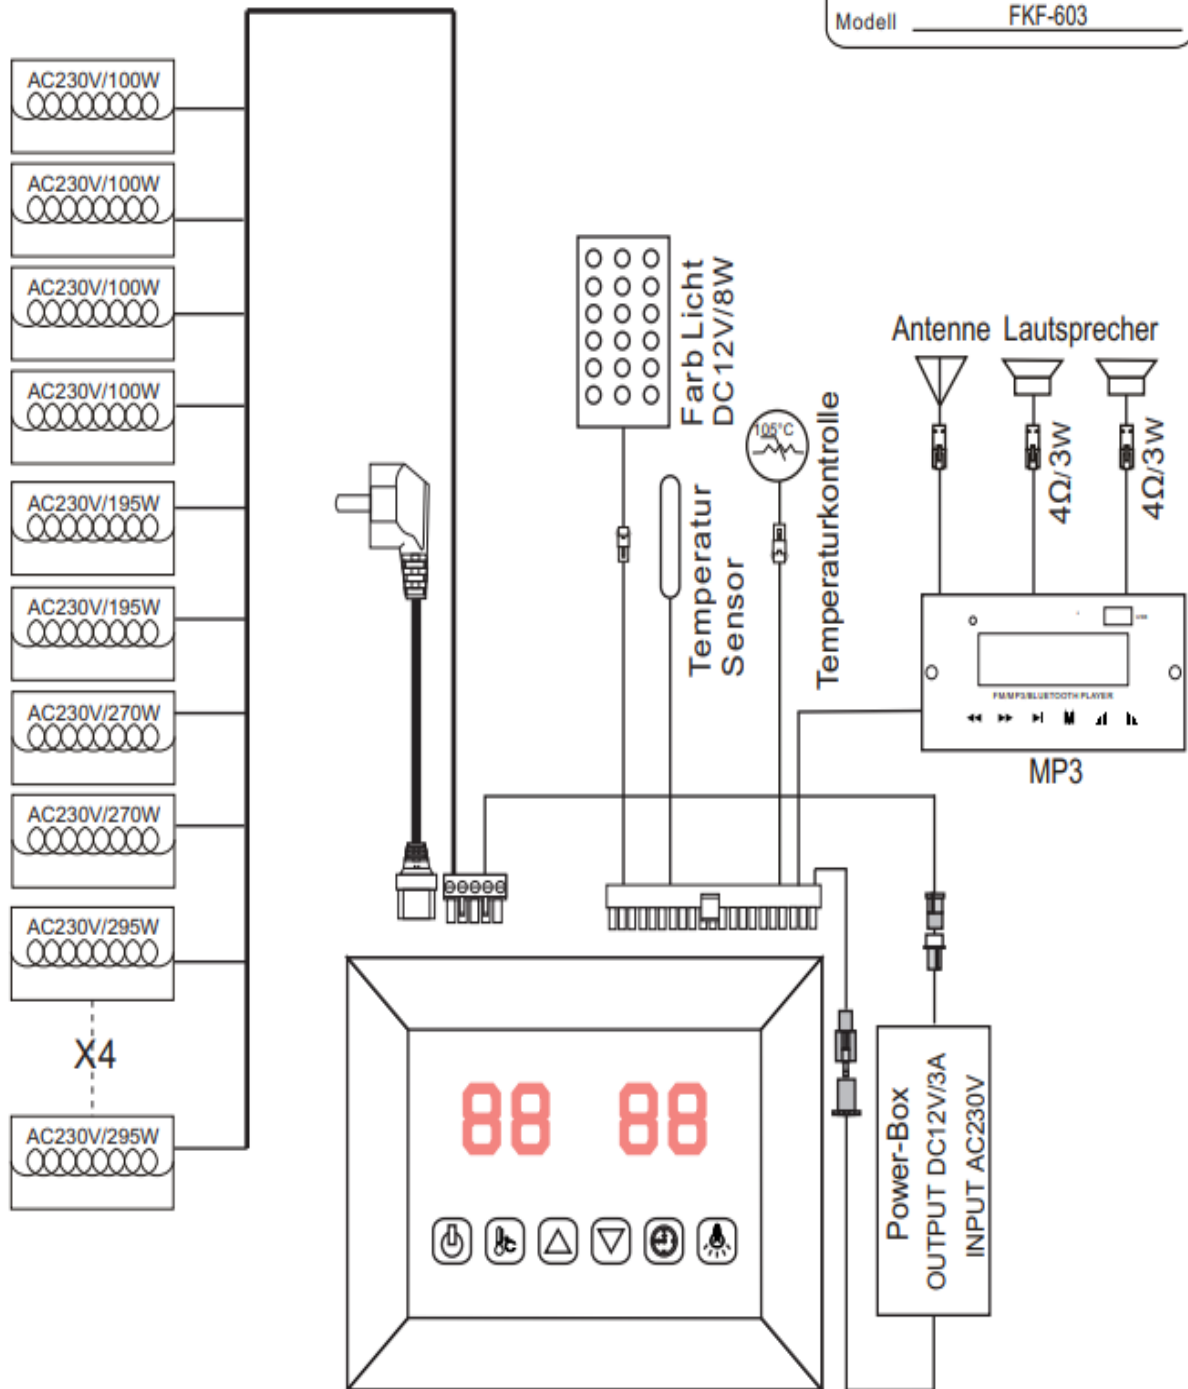 Modell FKF-603
AC230V/100W
AC230V/100W
AC230V/100W
AC230V/100W
AC230V/195W
AC230V/195W
AC230V/270W
AC230V/270W
AC230V/295W
X4
AC230V/295W
Farb Licht
DC12V/8W
Temperatur
Sensor
105°C
Temperaturkontrolle
Antenne Lautsprecher
4Ω/3W
4Ω/3W
FM/MP3/BLUETOOTH PLAYER
M
MP3
88 88
°C
Power-Box
OUTPUT DC12V/3A
INPUT AC230V